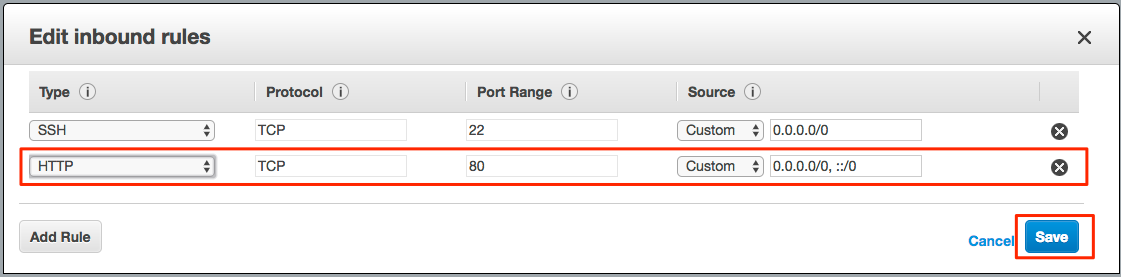 Edit inbound rules
Type Protocol Port Range Source
SSH TCP 22 Custom 0.0.0.0/0
HTTP TCP 80 Custom 0.0.0.0/0, ::/0
Add Rule Cancel Save